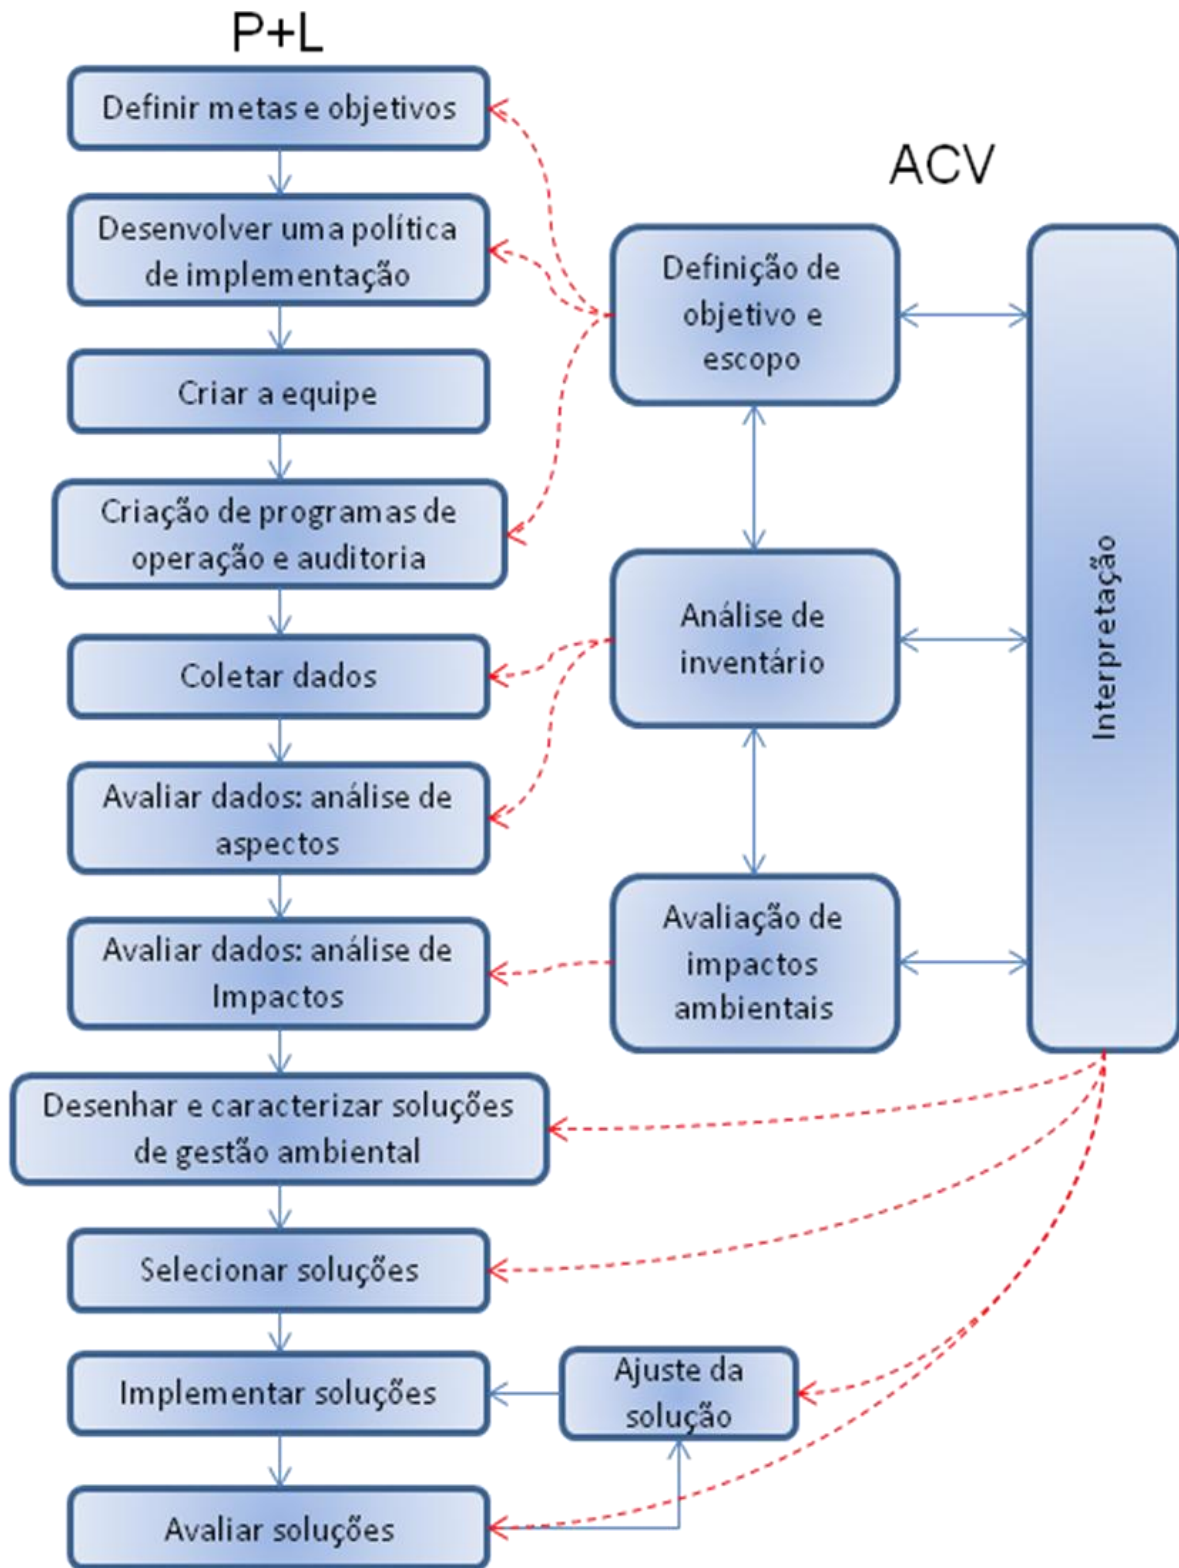 P+L
Definir metas e objetivos
Desenvolver uma política
de implementação
Criar a equipe
Criação de programas de
operação e auditoria
Coletar dados
Avaliar dados: análise de
aspectos
Avaliar dados: análise de
Impactos
Desenhar e caracterizar soluções
de gestão ambiental
Selecionar soluções
Implementar soluções
Ajuste da
solução
Avaliar soluções
ACV
Definição de
objetivo e
escopo
Análise de
inventário
Avaliação de
impactos
ambientais
Interpretação